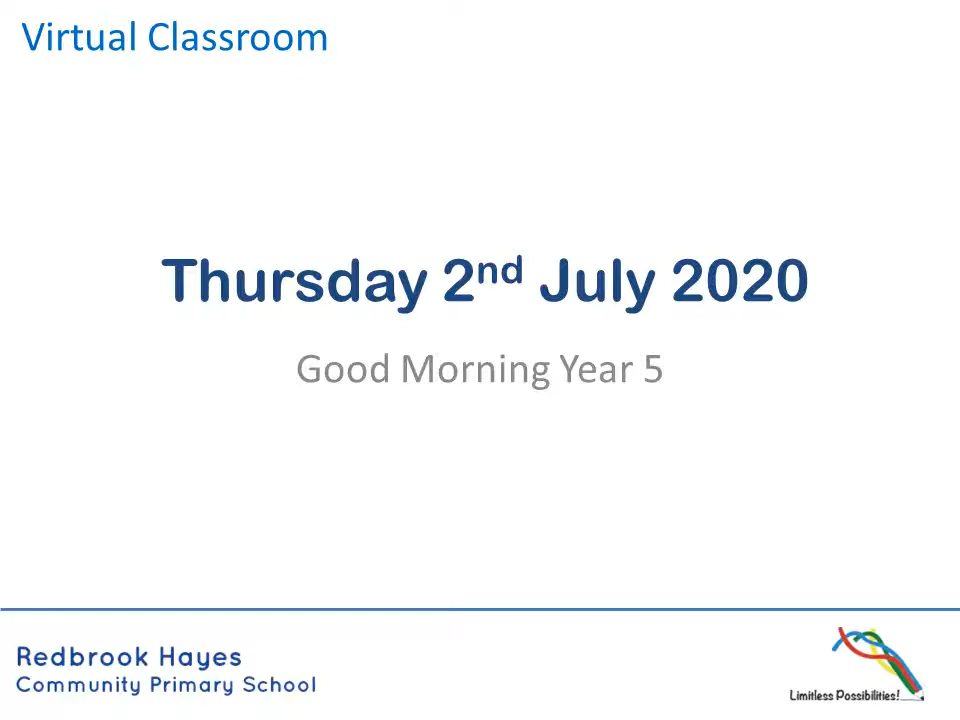 Virtual Classroom
Thursday 2nd July 2020
Good Morning Year 5
Redbrook Hayes
Community Primary School
Limitless Possibilities!